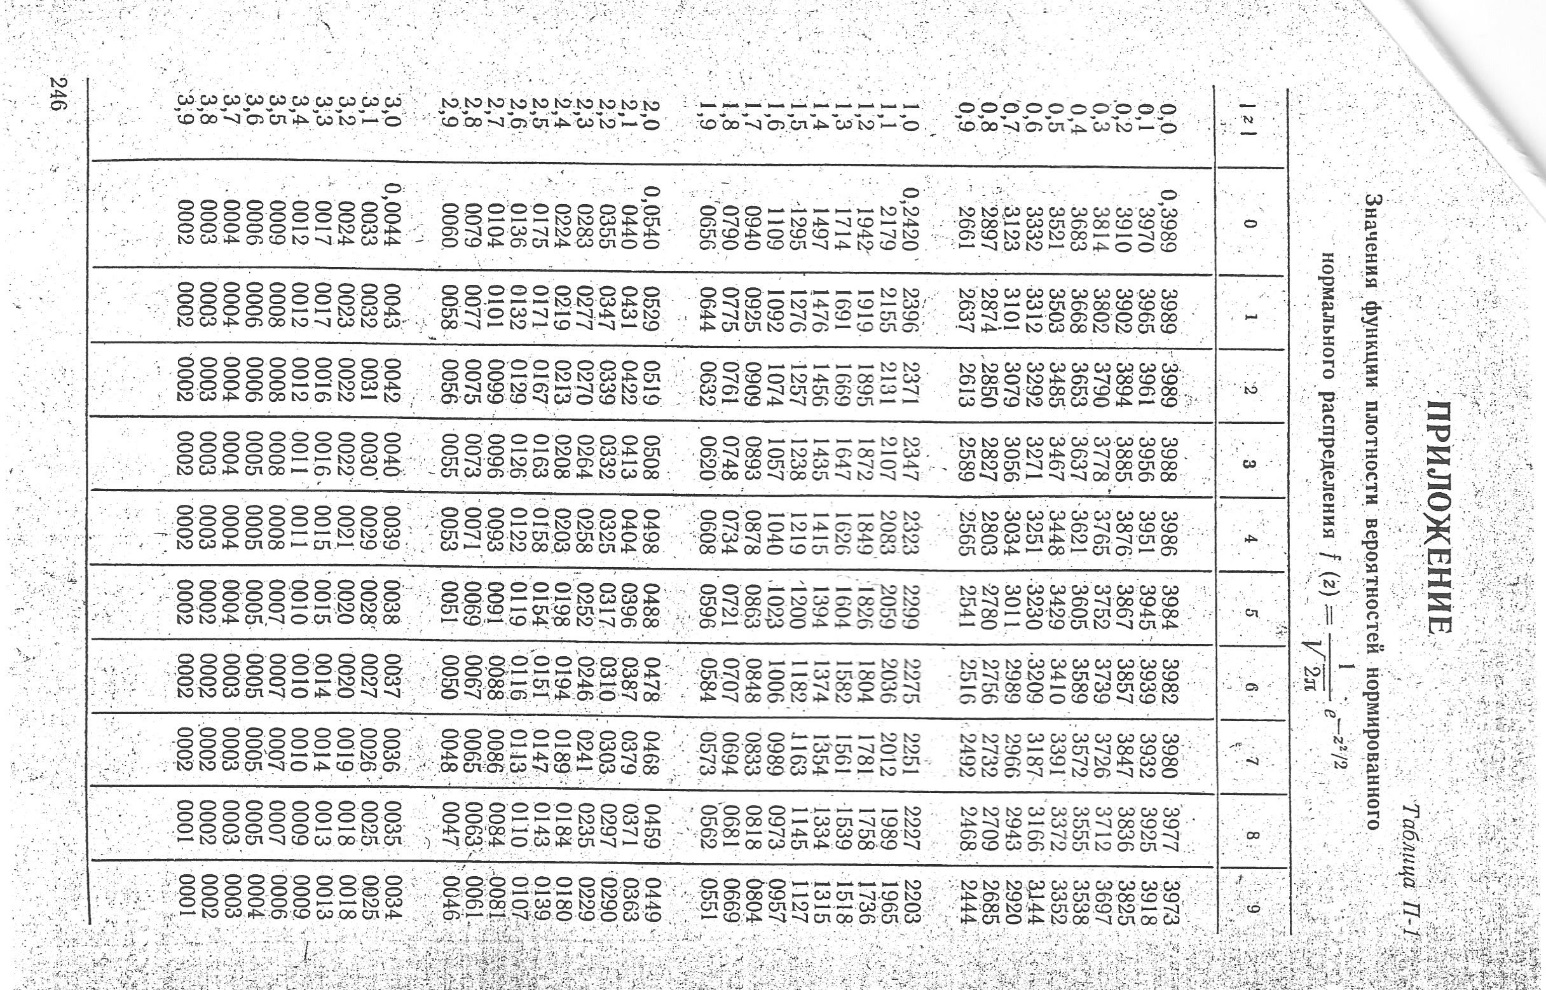 ПРИЛОЖЕНИЕ
Таблица П-1
Значения функции плотности вероятностей нормированного
нормального распределения f (z) = 1/√2π e^−z²/2
| z | 0 1 2 3 4 5 6 7 8 9
0,0 0,3989 3989 3989 3988 3986 3984 3982 3980 3977 3973
0,1 3970 3965 3961 3956 3951 3945 3939 3932 3925 3918
0,2 3910 3902 3894 3885 3876 3867 3857 3847 3836 3825
0,3 3814 3802 3790 3778 3765 3752 3739 3726 3712 3697
0,4 3683 3668 3653 3637 3621 3605 3589 3572 3555 3538
0,5 3521 3503 3485 3467 3448 3429 3410 3391 3372 3352
0,6 3332 3312 3292 3271 3251 3230 3209 3187 3166 3144
0,7 3123 3101 3079 3056 3034 3011 2989 2966 2943 2920
0,8 2897 2874 2850 2827 2803 2780 2756 2732 2709 2685
0,9 2661 2637 2613 2589 2565 2541 2516 2492 2468 2444
1,0 0,2420 2396 2371 2347 2323 2299 2275 2251 2227 2203
1,1 2179 2155 2131 2107 2083 2059 2036 2012 1989 1965
1,2 1942 1919 1895 1872 1849 1826 1804 1781 1758 1736
1,3 1714 1691 1669 1647 1626 1604 1582 1561 1539 1518
1,4 1497 1476 1456 1435 1415 1394 1374 1354 1334 1315
1,5 1295 1276 1257 1238 1219 1200 1182 1163 1145 1127
1,6 1109 1092 1074 1057 1040 1023 1006 0989 0973 0957
1,7 0940 0925 0909 0893 0878 0863 0848 0833 0818 0804
1,8 0790 0775 0761 0748 0734 0721 0707 0694 0681 0669
1,9 0656 0644 0632 0620 0608 0596 0584 0573 0562 0551
2,0 0,0540 0529 0519 0508 0498 0488 0478 0468 0459 0449
2,1 0440 0431 0422 0413 0404 0396 0387 0379 0371 0363
2,2 0355 0347 0339 0332 0325 0317 0310 0303 0297 0290
2,3 0283 0277 0270 0264 0258 0252 0246 0241 0235 0229
2,4 0224 0219 0213 0208 0203 0198 0194 0189 0184 0180
2,5 0175 0171 0167 0163 0158 0154 0151 0147 0143 0139
2,6 0136 0132 0129 0126 0122 0119 0116 0113 0110 0107
2,7 0104 0101 0099 0096 0093 0091 0088 0086 0084 0081
2,8 0079 0077 0075 0073 0071 0069 0067 0065 0063 0061
2,9 0060 0058 0056 0055 0053 0051 0050 0048 0047 0046
3,0 0,0044 0043 0042 0040 0039 0038 0037 0036 0035 0034
3,1 0033 0032 0031 0030 0029 0028 0027 0026 0025 0025
3,2 0024 0023 0022 0022 0021 0020 0020 0019 0018 0018
3,3 0017 0017 0016 0016 0015 0015 0014 0014 0013 0013
3,4 0012 0012 0012 0011 0011 0010 0010 0010 0009 0009
3,5 0009 0008 0008 0008 0008 0007 0007 0007 0007 0006
3,6 0006 0006 0006 0005 0005 0005 0005 0005 0005 0004
3,7 0004 0004 0004 0004 0004 0004 0003 0003 0003 0003
3,8 0003 0003 0003 0003 0003 0002 0002 0002 0002 0002
3,9 0002 0002 0002 0002 0002 0002 0002 0002 0001 0001
246